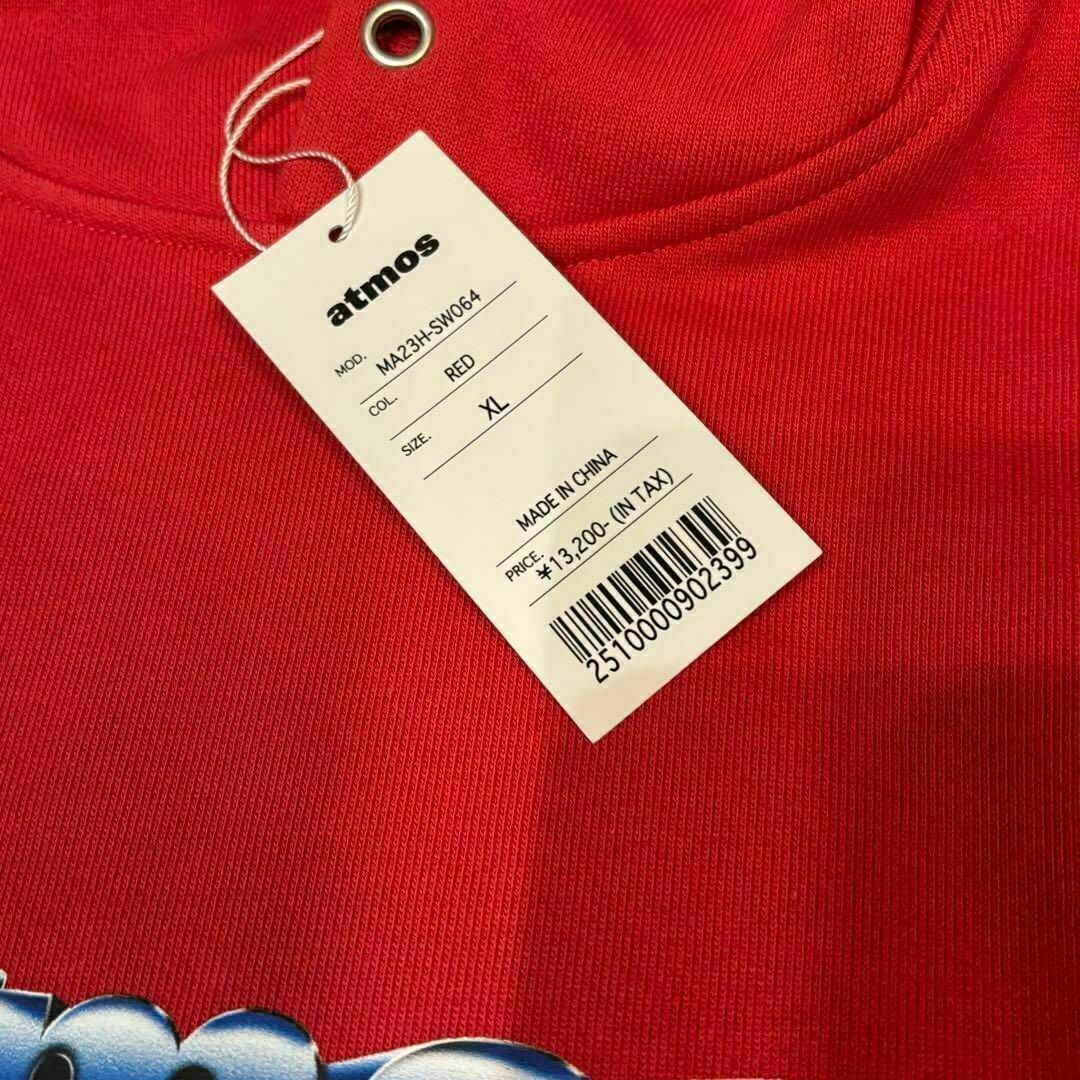 atmos
MOD. MA23H-SW064
COL. RED
SIZE. XL
MADE IN CHINA
PRICE. ¥13,200- (IN TAX)
2510000902399